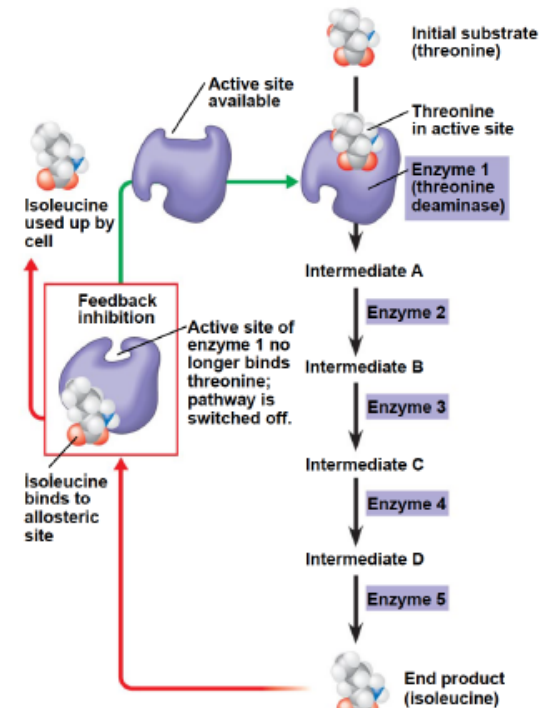 Initial substrate
(threonine)
Active site
available
Threonine
in active site
Enzyme 1
(threonine
deaminase)
Isoleucine
used up by
cell
Intermediate A
Feedback
inhibition
Enzyme 2
Active site of
enzyme 1 no
longer binds
threonine;
pathway is
switched off.
Intermediate B
Enzyme 3
Intermediate C
Isoleucine
binds to
allosteric
site
Enzyme 4
Intermediate D
Enzyme 5
End product
(isoleucine)